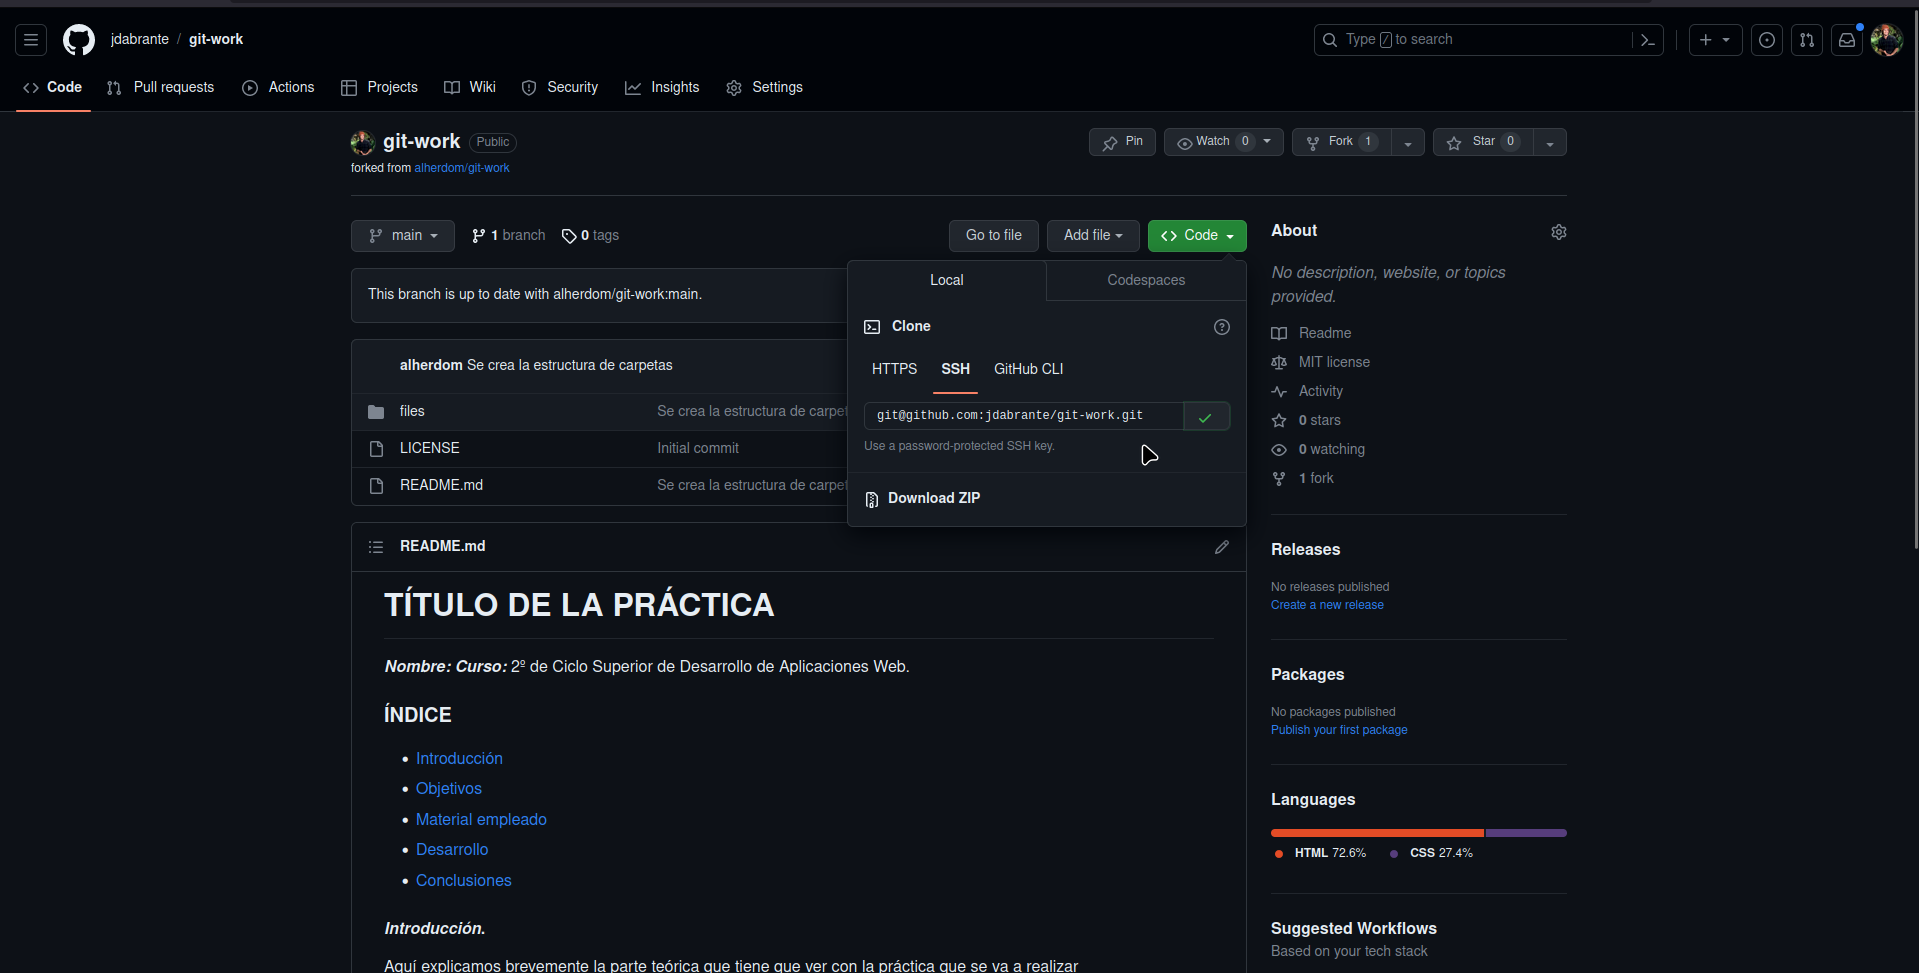 jdabrante / git-work
Type / to search
Code Pull requests Actions Projects Wiki Security Insights Settings
git-work Public
Pin Watch 0 Fork 1 Star 0
forked from alherdom/git-work
main 1 branch 0 tags Go to file Add file Code
About
No description, website, or topics
provided.
Readme
MIT license
Activity
0 stars
0 watching
1 fork
Local Codespaces
Clone
HTTPS SSH GitHub CLI
git@github.com:jdabrante/git-work.git
Use a password-protected SSH key.
Download ZIP
This branch is up to date with alherdom/git-work:main.
alherdom Se crea la estructura de carpetas
files Se crea la estructura de carpet
LICENSE Initial commit
README.md Se crea la estructura de carpet
README.md
TÍTULO DE LA PRÁCTICA
Nombre: Curso: 2º de Ciclo Superior de Desarrollo de Aplicaciones Web.
ÍNDICE
Introducción
Objetivos
Material empleado
Desarrollo
Conclusiones
Introducción.
Aquí explicamos brevemente la parte teórica que tiene que ver con la práctica que se va a realizar
Releases
No releases published
Create a new release
Packages
No packages published
Publish your first package
Languages
HTML 72.6% CSS 27.4%
Suggested Workflows
Based on your tech stack